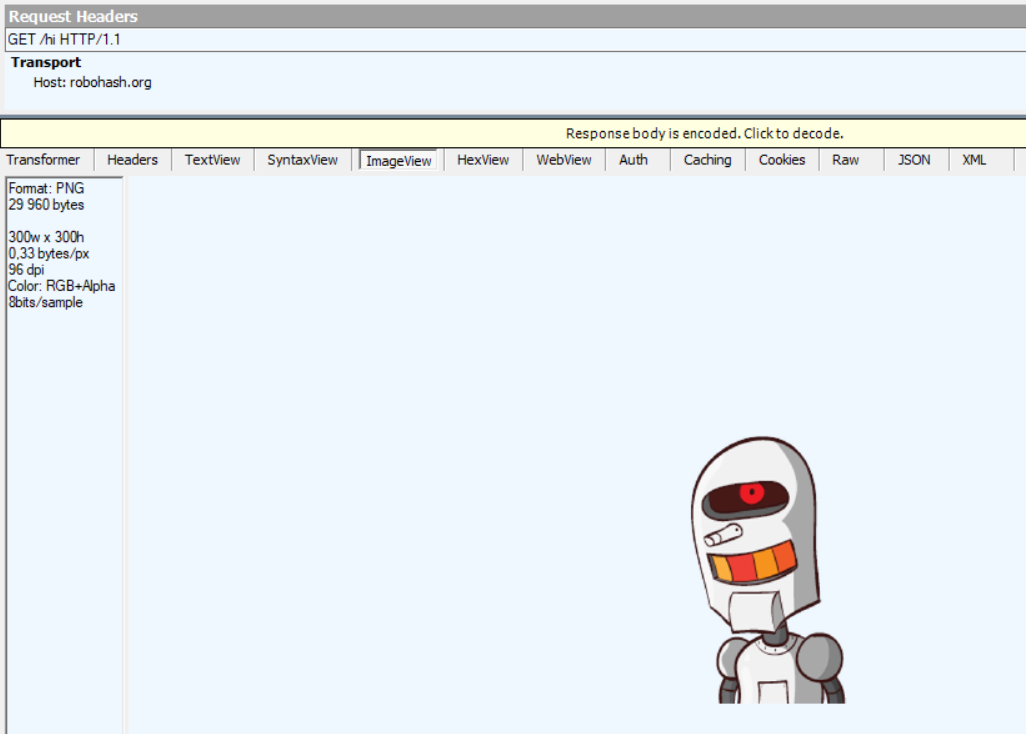 Request Headers
GET /hi HTTP/1.1
Transport
Host: robohash.org
Response body is encoded. Click to decode.
Transformer Headers TextView SyntaxView ImageView HexView WebView Auth Caching Cookies Raw JSON XML
Format: PNG
29 960 bytes
300w x 300h
0,33 bytes/px
96 dpi
Color: RGB+Alpha
8bits/sample